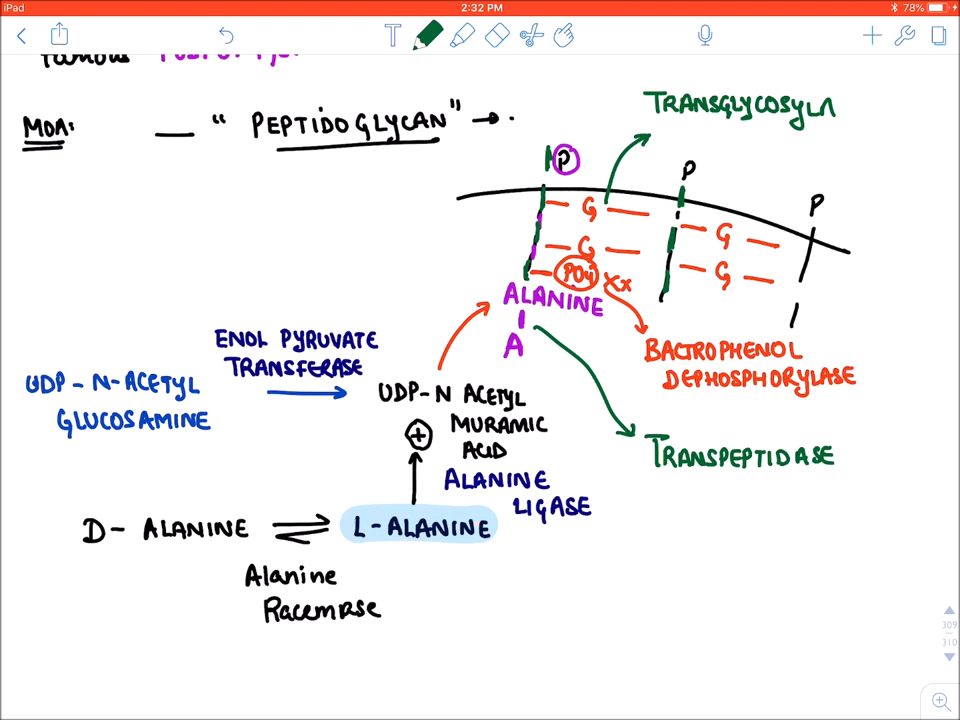 iPad
2:32 PM
78%
T
MOA:
"PEPTIDOGLYCAN" →
TRANSGLYCOSYLA
P
P
P
G
G
G
G
PO4 Xx
ALANINE
A
BACTROPHENOL
DEPHOSPHORYLASE
ENOL PYRUVATE
TRANSFERASE
UDP-N-ACETYL
GLUCOSAMINE
UDP-N ACETYL
MURAMIC
ACID
+
TRANSPEPTIDASE
ALANINE
LIGASE
D- ALANINE
L-ALANINE
Alanine
Racemase
309
310